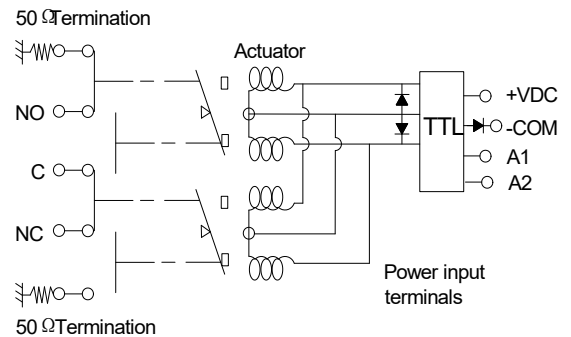 50 ΩTermination
Actuator
+VDC
NO
TTL
-COM
A1
C
A2
NC
Power input
terminals
50 ΩTermination